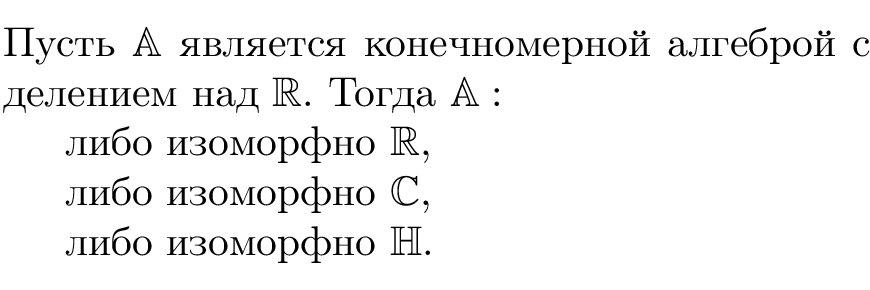 Пусть 𝔸 является конечномерной алгеброй с
делением над ℝ. Тогда 𝔸 :
либо изоморфно ℝ,
либо изоморфно ℂ,
либо изоморфно ℍ.